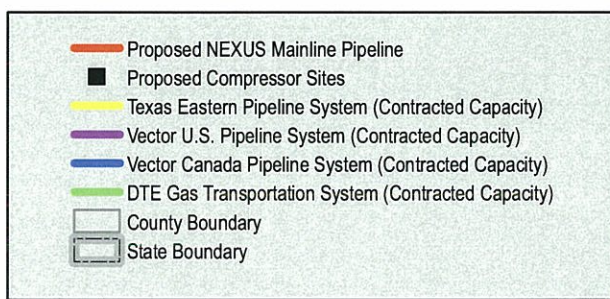 Proposed NEXUS Mainline Pipeline
Proposed Compressor Sites
Texas Eastern Pipeline System (Contracted Capacity)
Vector U.S. Pipeline System (Contracted Capacity)
Vector Canada Pipeline System (Contracted Capacity)
DTE Gas Transportation System (Contracted Capacity)
County Boundary
State Boundary